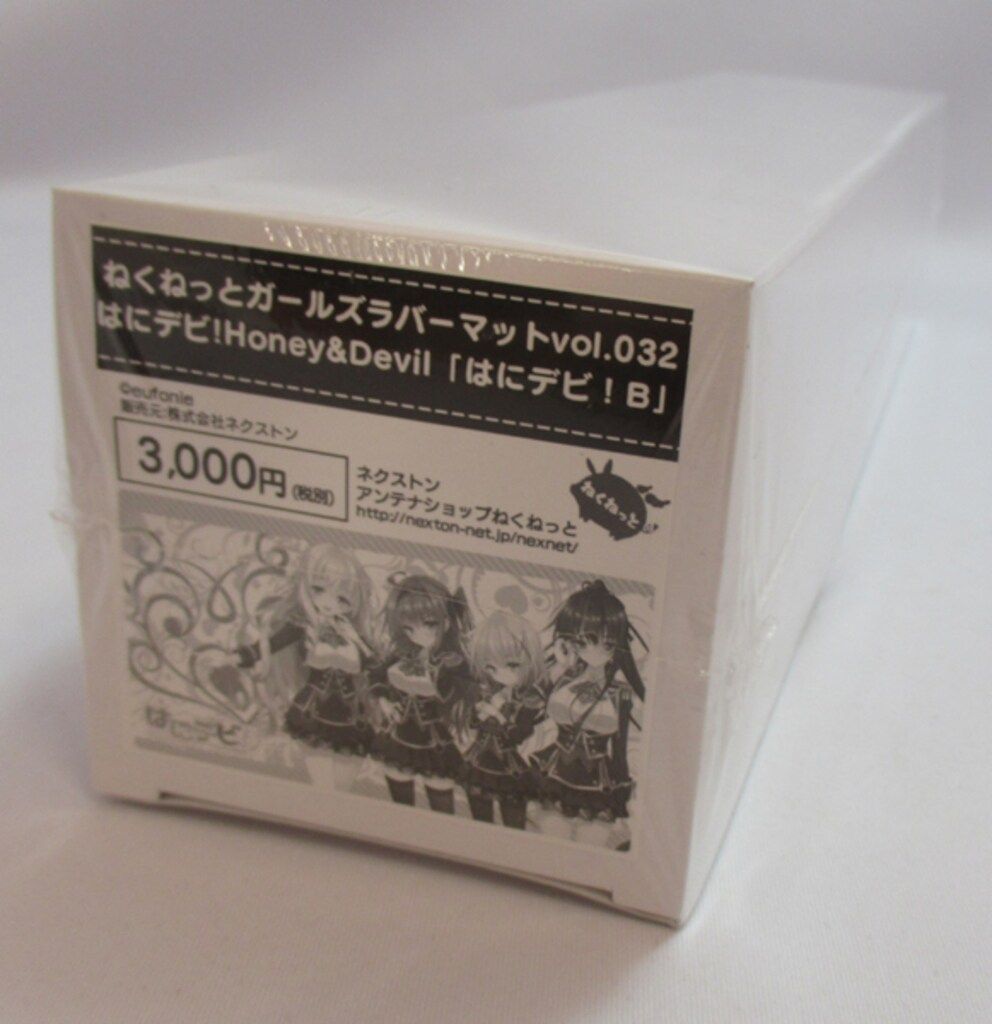 ねくねっとガールズラバーマットvol.032
はにデビ!Honey&Devil「はにデビ！B」
©eufonie
販売元:株式会社ネクストン
3,000円(税別)
ネクストン
アンテナショップねくねっと
http://nexton-net.jp/nexnet/
ねくねっと
はにデビ